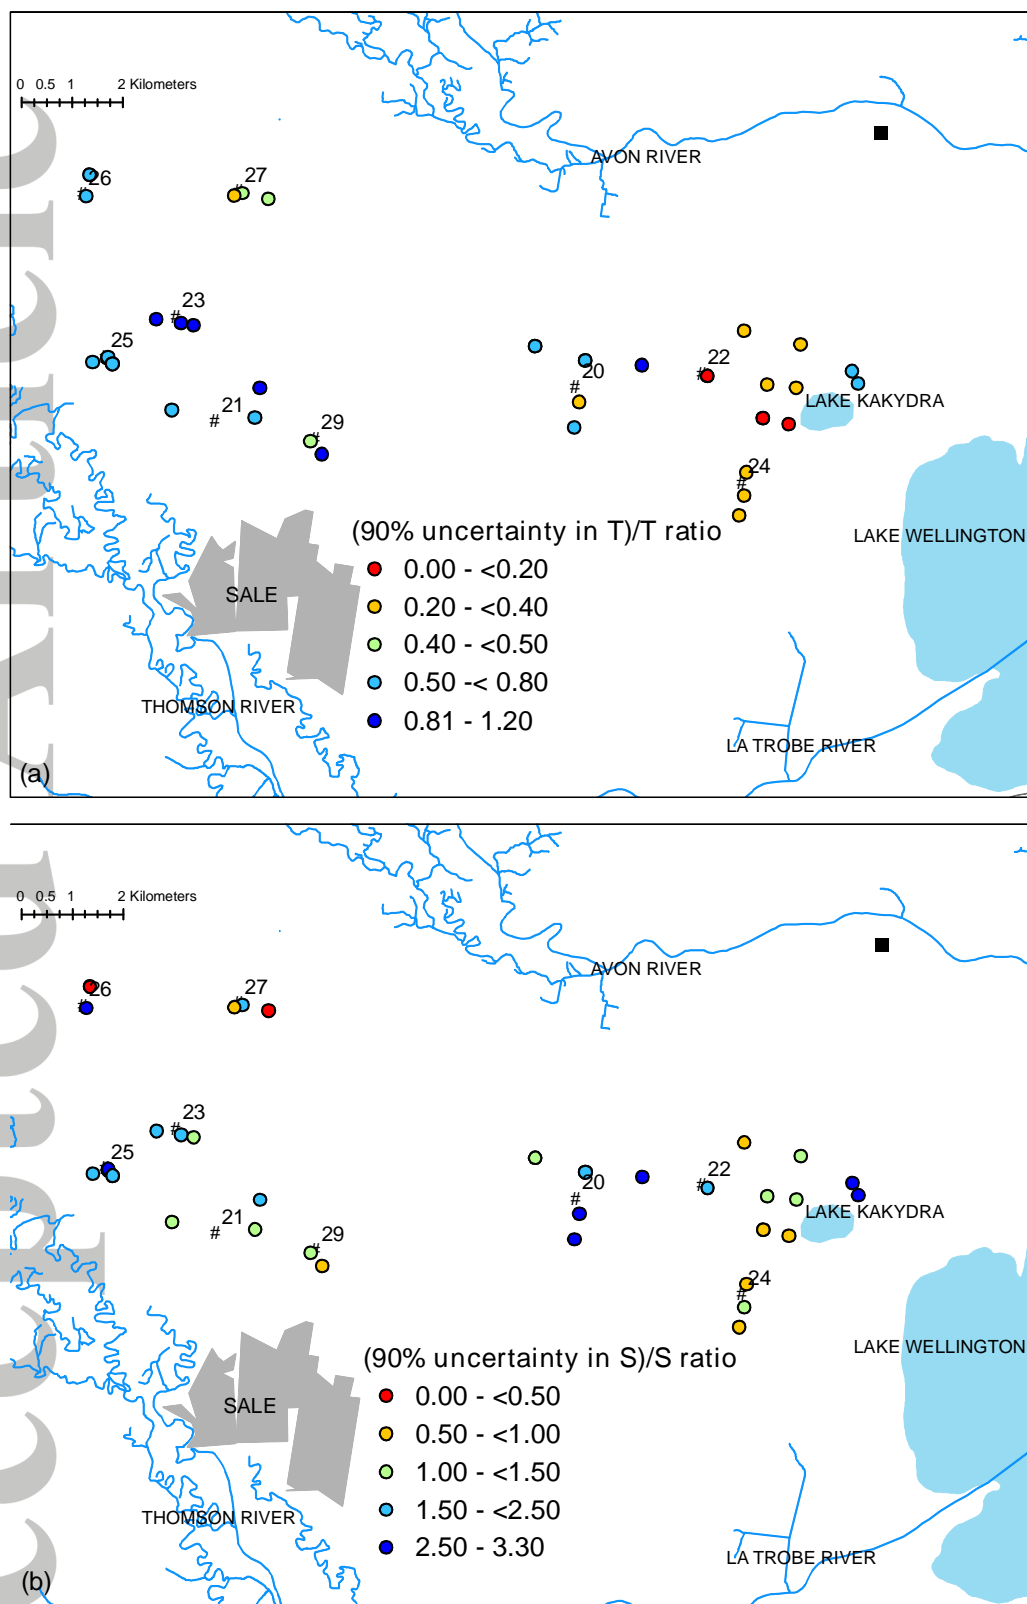 0 0.5 1 2 Kilometers
AVON RIVER
26
27
23
25
20
22
21
29
LAKE KAKYDRA
24
LAKE WELLINGTON
(90% uncertainty in T)/T ratio
0.00 - <0.20
0.20 - <0.40
0.40 - <0.50
0.50 -< 0.80
0.81 - 1.20
SALE
THOMSON RIVER
LA TROBE RIVER
(a)
0 0.5 1 2 Kilometers
AVON RIVER
26
27
23
25
20
22
21
29
LAKE KAKYDRA
24
LAKE WELLINGTON
(90% uncertainty in S)/S ratio
0.00 - <0.50
0.50 - <1.00
1.00 - <1.50
1.50 - <2.50
2.50 - 3.30
SALE
THOMSON RIVER
LA TROBE RIVER
(b)